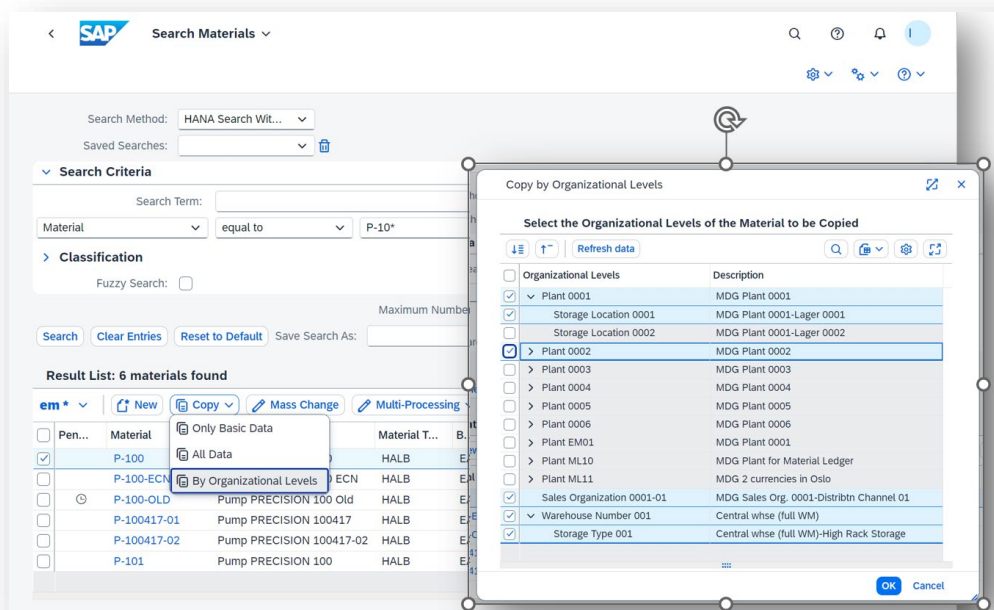 SAP Search Materials
Search Method: HANA Search Wit...
Saved Searches:
Search Criteria
Search Term:
Material equal to P-10*
Classification
Fuzzy Search:
Maximum Number
Search Clear Entries Reset to Default Save Search As:
Result List: 6 materials found
em * New Copy Mass Change Multi-Processing
Only Basic Data
All Data
By Organizational Levels
Pen... Material Material T... B.
P-100 HALB
P-100-ECN ECN HALB
P-100-OLD Pump PRECISION 100 Old HALB
P-100417-01 Pump PRECISION 100417 HALB
P-100417-02 Pump PRECISION 100417-02 HALB
P-101 Pump PRECISION 100 HALB
Copy by Organizational Levels
Select the Organizational Levels of the Material to be Copied
Refresh data
Organizational Levels Description
Plant 0001 MDG Plant 0001
Storage Location 0001 MDG Plant 0001-Lager 0001
Storage Location 0002 MDG Plant 0001-Lager 0002
Plant 0002 MDG Plant 0002
Plant 0003 MDG Plant 0003
Plant 0004 MDG Plant 0004
Plant 0005 MDG Plant 0005
Plant 0006 MDG Plant 0006
Plant EM01 MDG Plant 0001
Plant ML10 MDG Plant for Material Ledger
Plant ML11 MDG 2 currencies in Oslo
Sales Organization 0001-01 MDG Sales Org. 0001-Distribtn Channel 01
Warehouse Number 001 Central whse (full WM)
Storage Type 001 Central whse (full WM)-High Rack Storage
OK Cancel